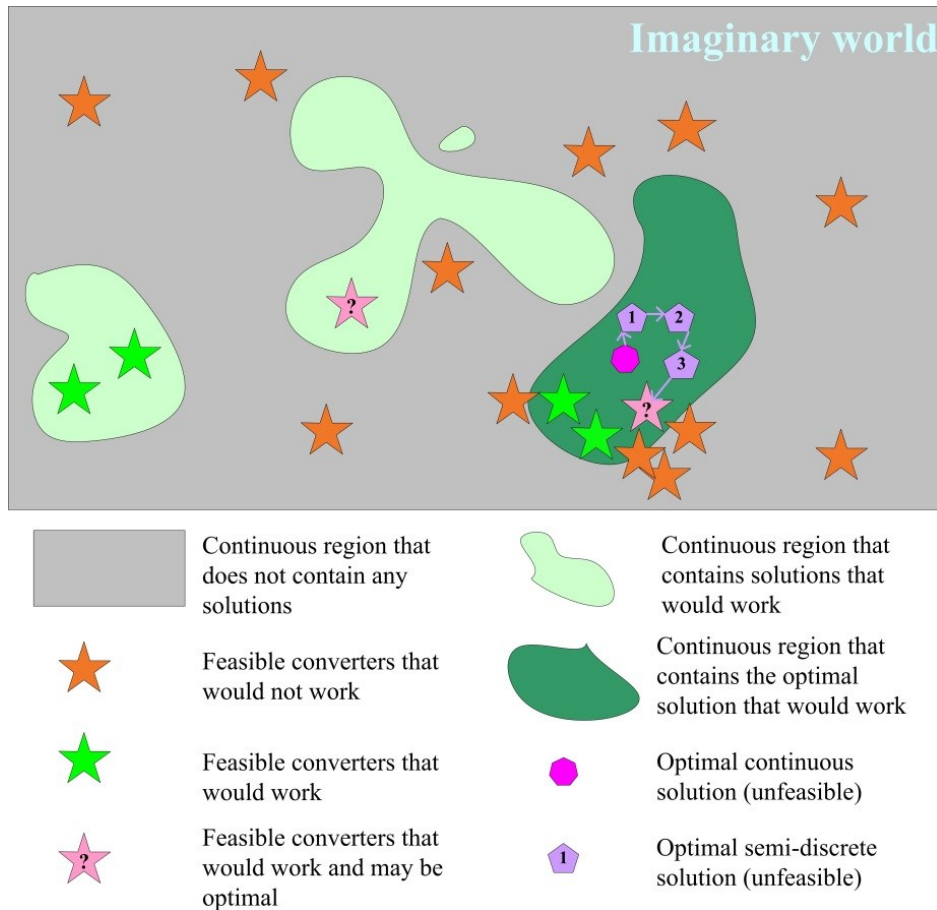 Imaginary world
?
1
2
3
?
Continuous region that
does not contain any
solutions
Continuous region that
contains solutions that
would work
Feasible converters that
would not work
Continuous region that
contains the optimal
solution that would work
Feasible converters that
would work
Optimal continuous
solution (unfeasible)
?
Feasible converters that
would work and may be
optimal
1
Optimal semi-discrete
solution (unfeasible)